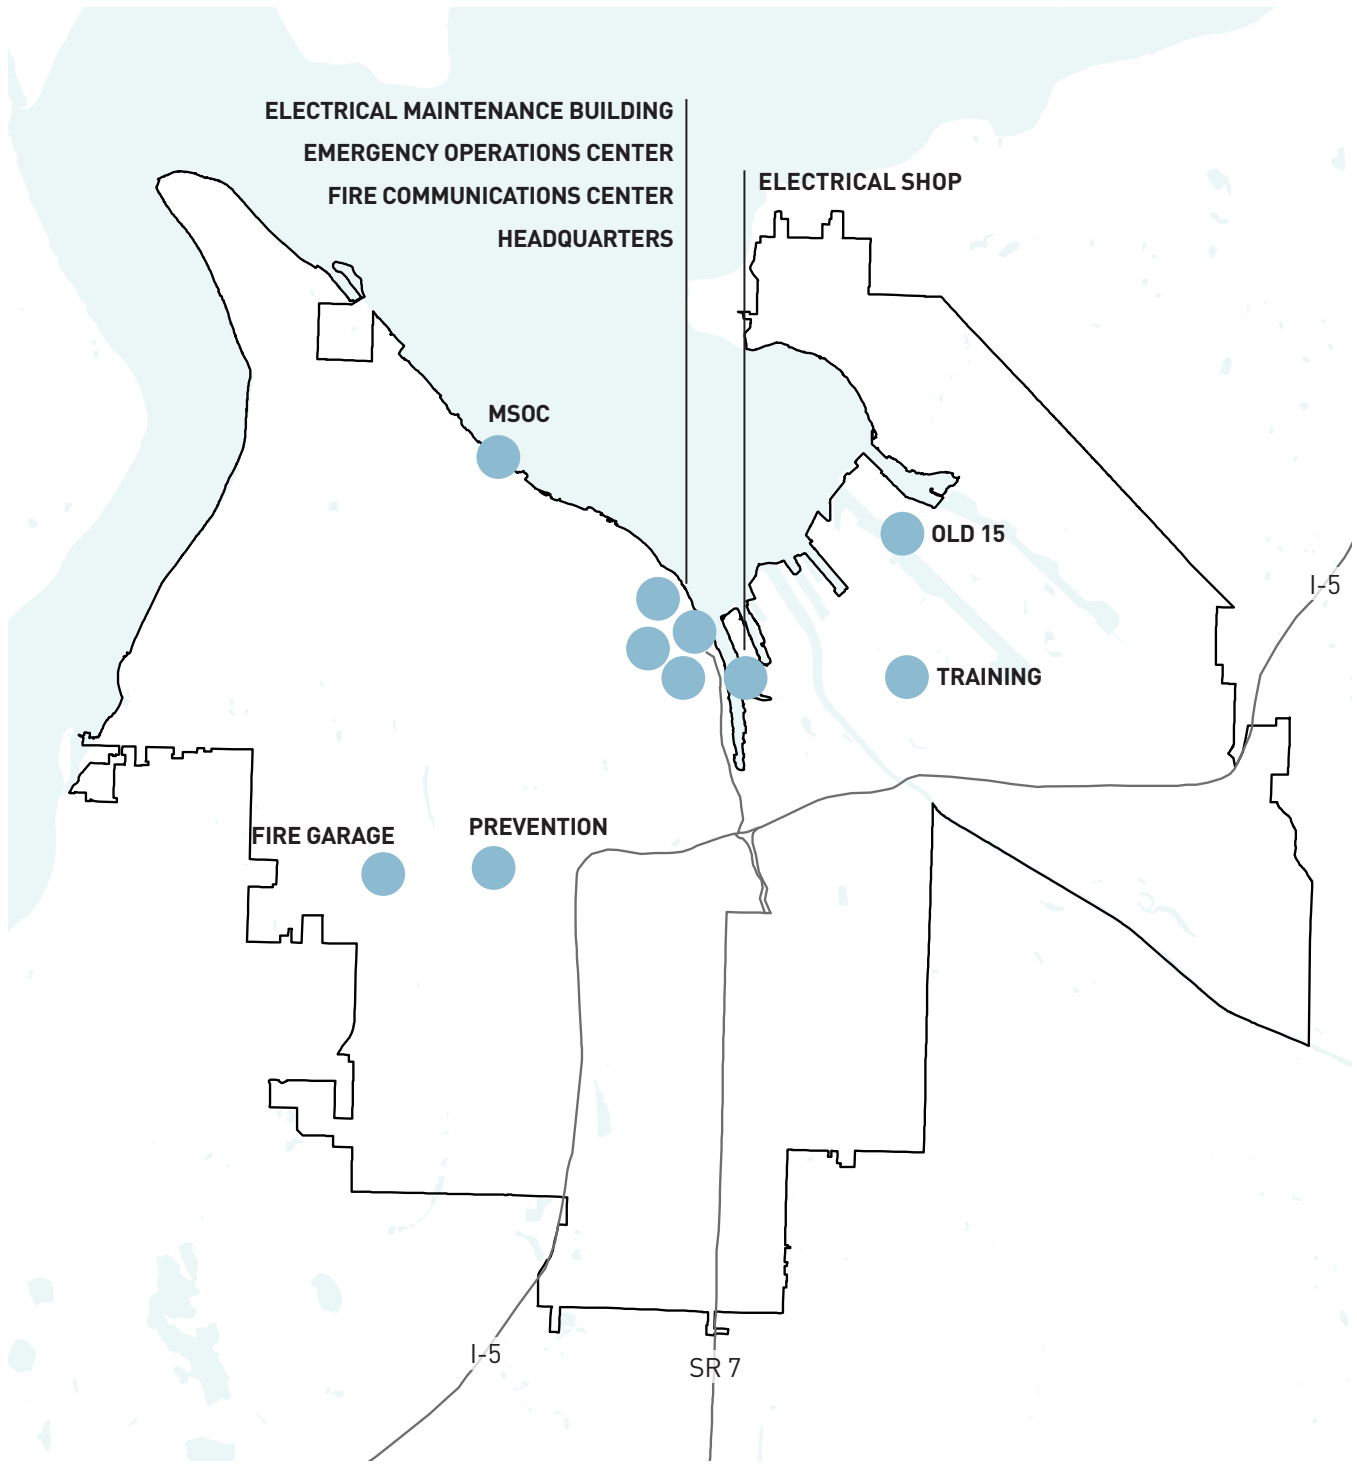 ELECTRICAL MAINTENANCE BUILDING
EMERGENCY OPERATIONS CENTER
ELECTRICAL SHOP
FIRE COMMUNICATIONS CENTER
HEADQUARTERS
MSOC
OLD 15
I-5
TRAINING
PREVENTION
FIRE GARAGE
I-5
SR 7